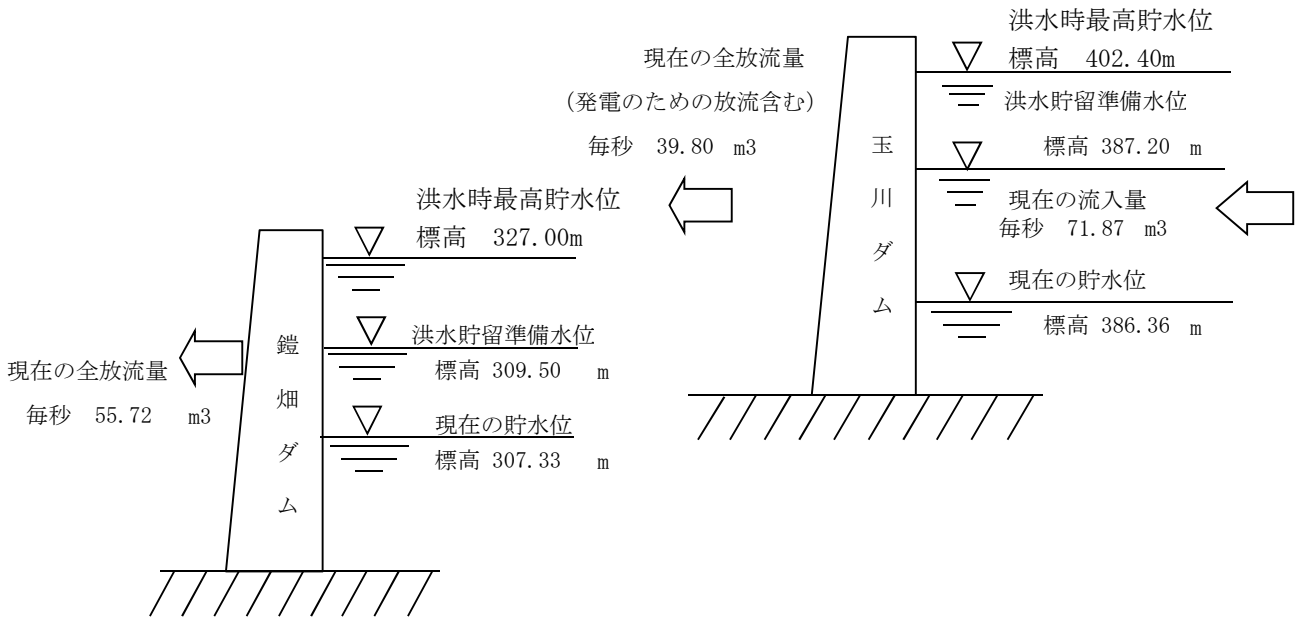 洪水時最高貯水位
標高　402.40m
洪水貯留準備水位
標高 387.20 m
現在の流入量
毎秒　71.87　m3
現在の貯水位
標高 386.36 m
玉川ダム
現在の全放流量
（発電のための放流含む）
毎秒　39.80 m3
洪水時最高貯水位
標高　327.00m
洪水貯留準備水位
標高 309.50　m
現在の貯水位
標高 307.33　m
鎧畑ダム
現在の全放流量
毎秒　55.72　m3